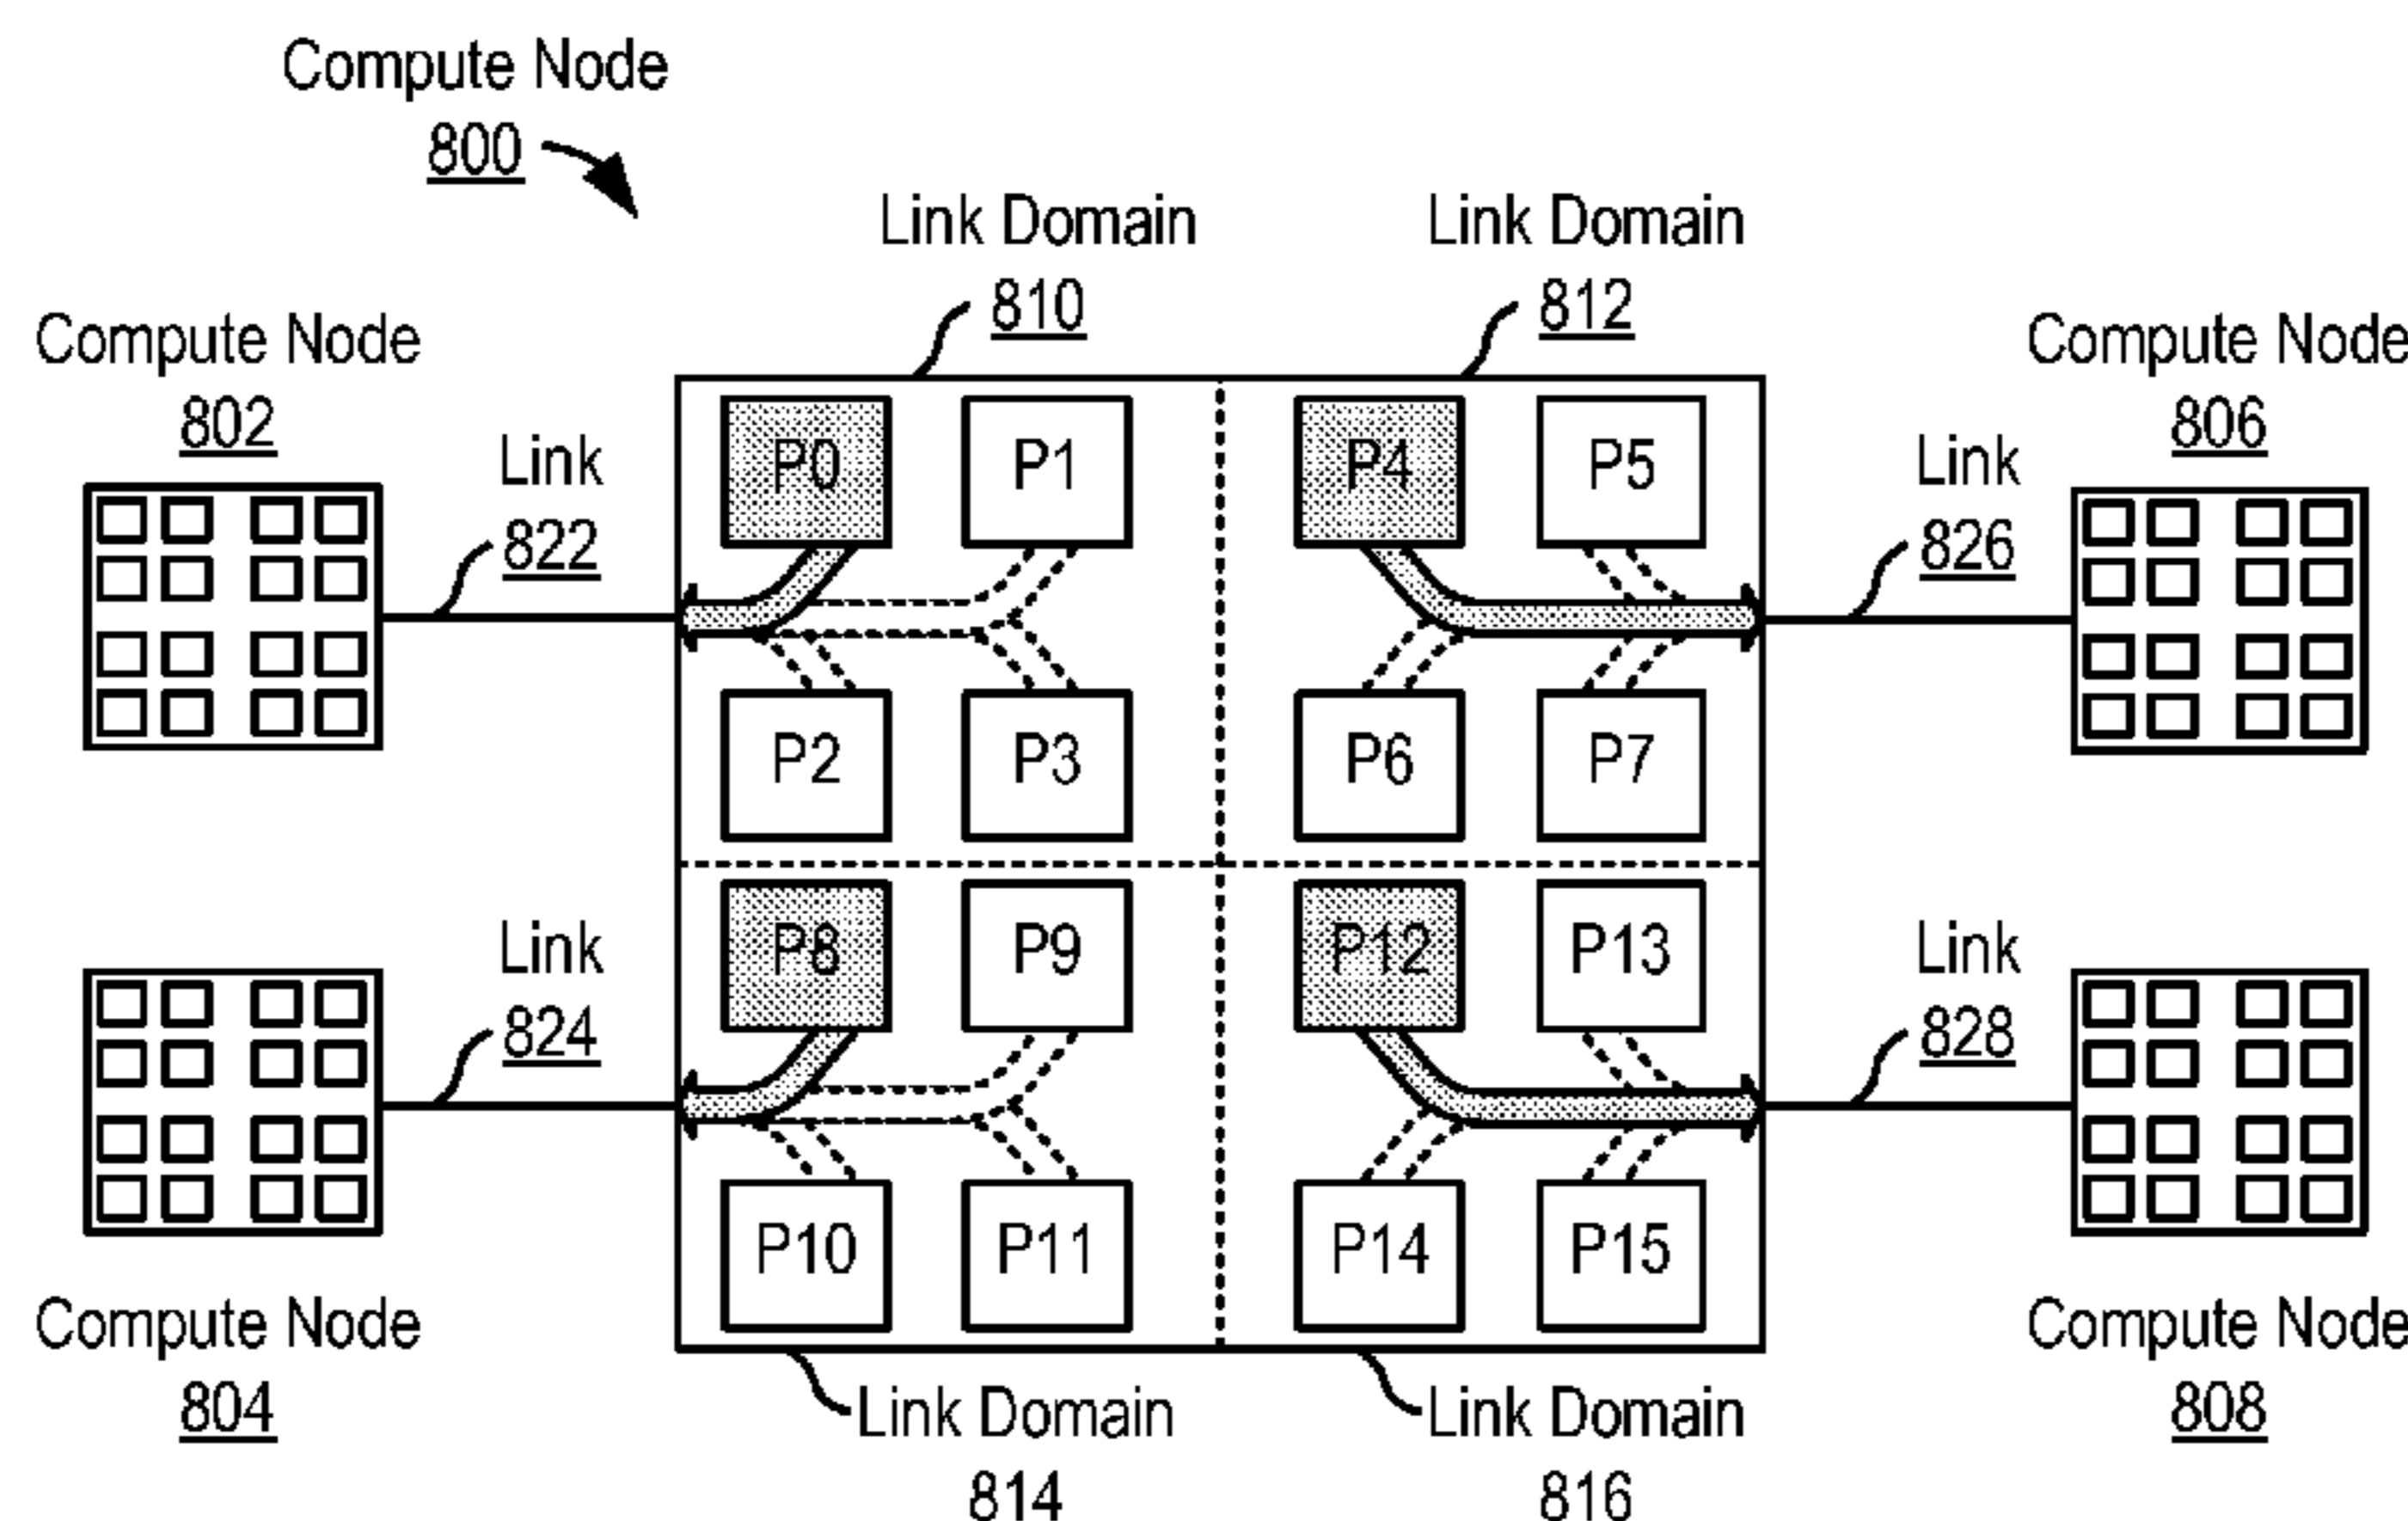 Compute Node
800
Link Domain
810
Link Domain
812
Compute Node
802
Compute Node
806
Link
822
Link
826
P0
P1
P4
P5
P2
P3
P6
P7
Link
824
Link
828
P8
P9
P12
P13
P10
P11
P14
P15
Compute Node
804
Compute Node
808
Link Domain
814
Link Domain
816